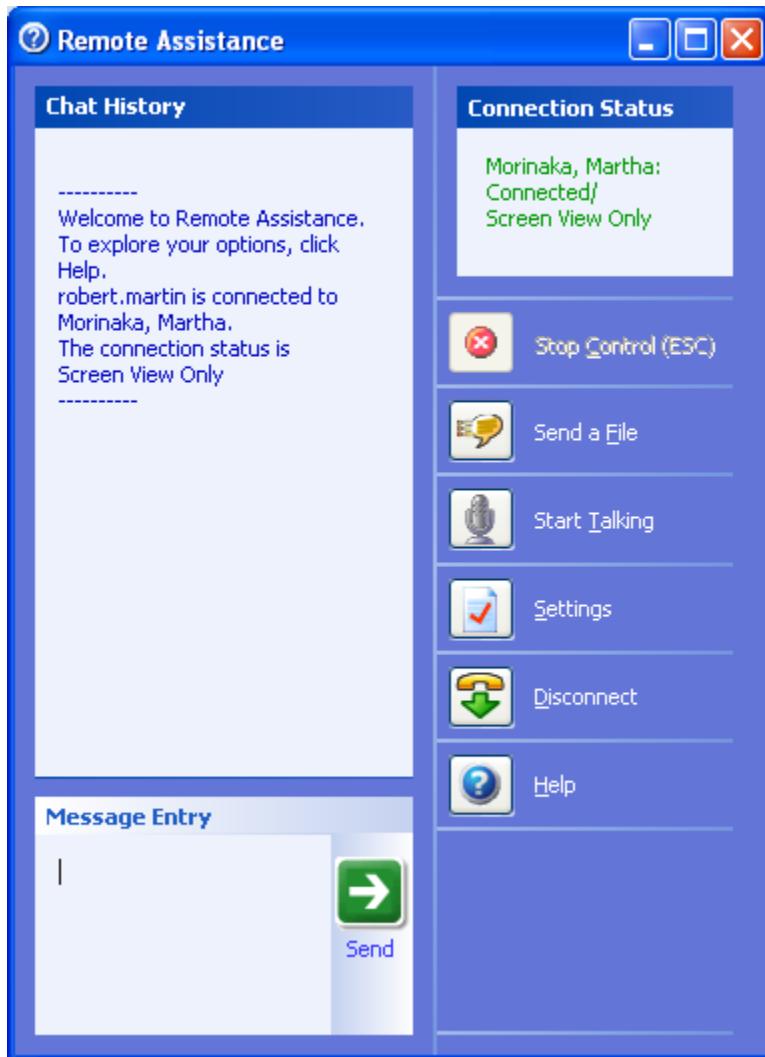 Remote Assistance
Chat History
----------
Welcome to Remote Assistance.
To explore your options, click
Help.
robert.martin is connected to
Morinaka, Martha.
The connection status is
Screen View Only
----------
Message Entry
Send
Connection Status
Morinaka, Martha:
Connected/
Screen View Only
Stop Control (ESC)
Send a File
Start Talking
Settings
Disconnect
Help